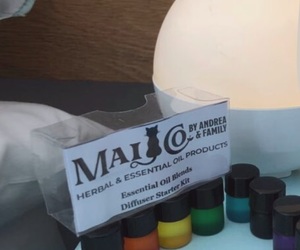 MAI CO BY ANDREA
& FAMILY
HERBAL & ESSENTIAL OIL PRODUCTS
Essential Oil Blends
Diffuser Starter Kit